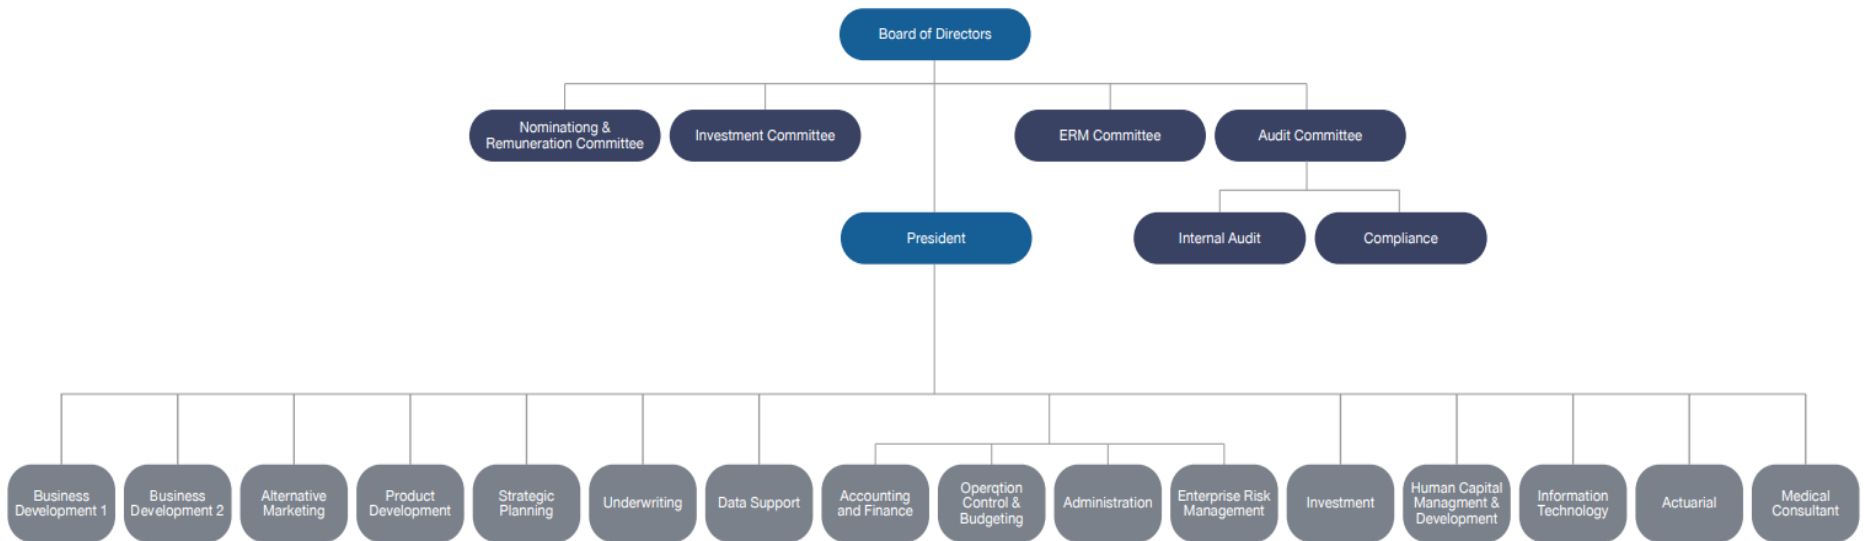 Board of Directors
Nominationg &
Remuneration Committee
Investment Committee
ERM Committee
Audit Committee
President
Internal Audit
Compliance
Business
Development 1
Business
Development 2
Alternative
Marketing
Product
Development
Strategic
Planning
Underwriting
Data Support
Accounting
and Finance
Operqtion
Control &
Budgeting
Administration
Enterprise Risk
Management
Investment
Human Capital
Managment &
Development
Information
Technology
Actuarial
Medical
Consultant